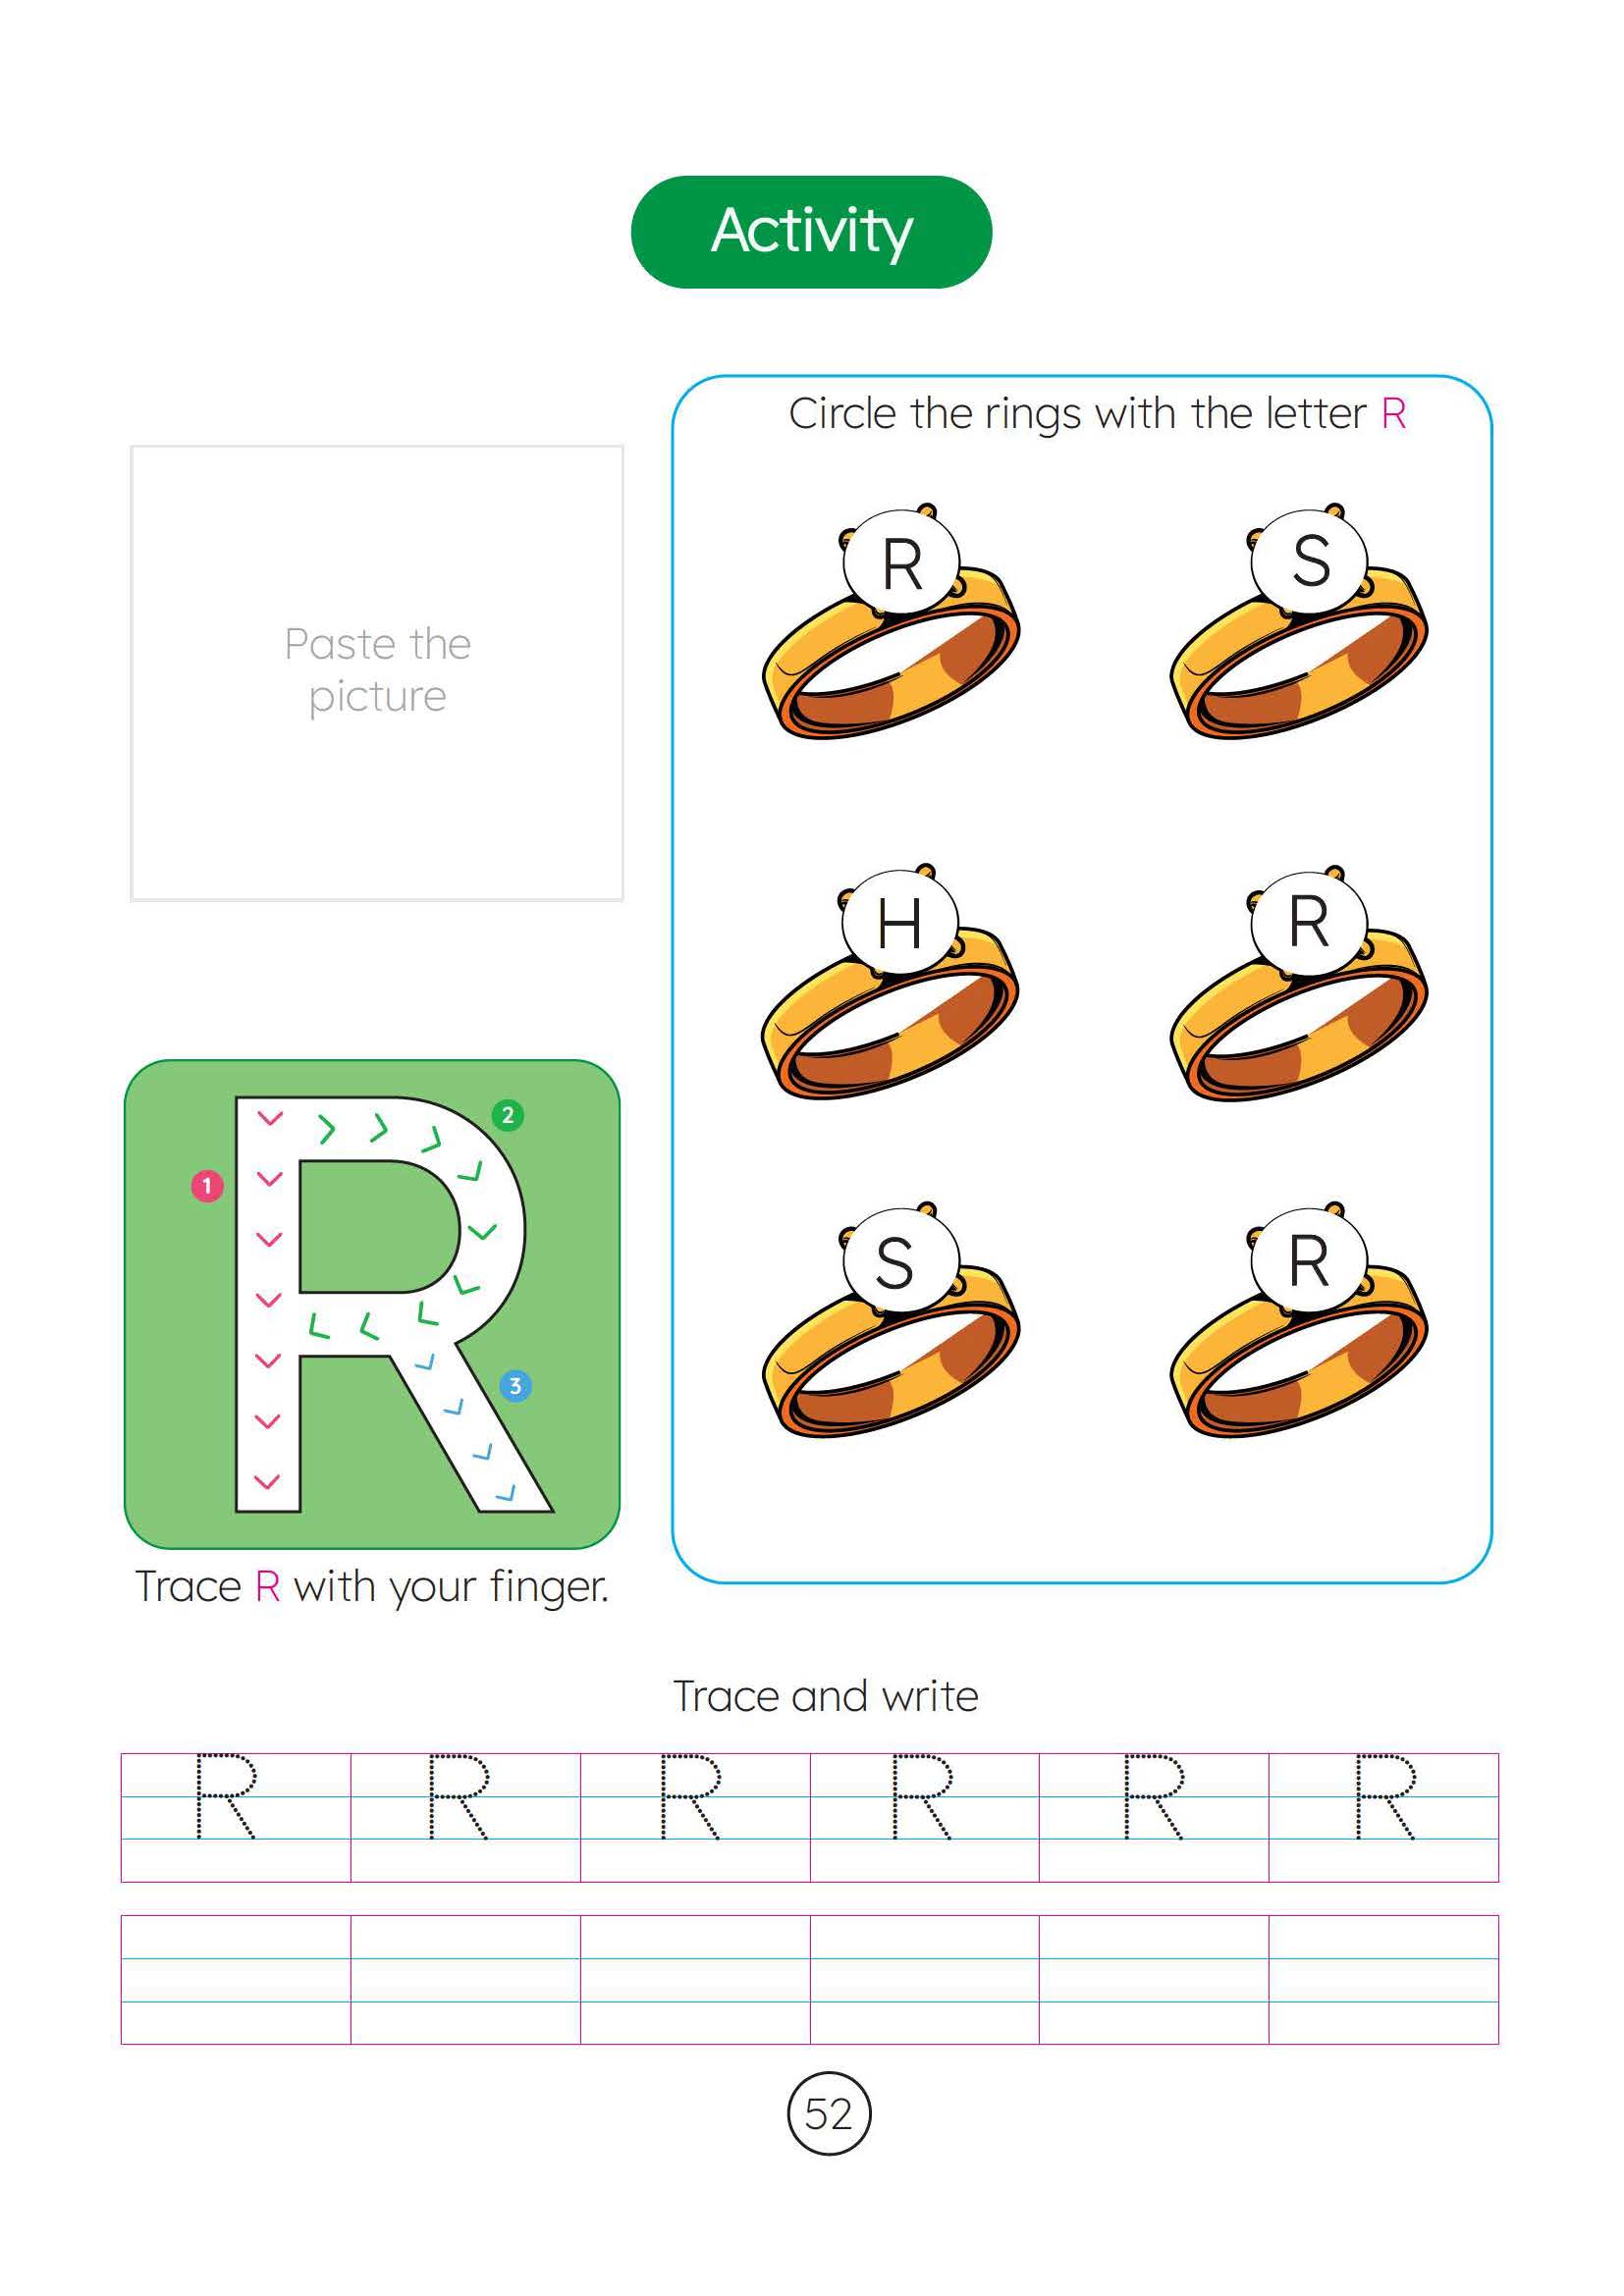 Activity
Circle the rings with the letter R
R
S
Paste the
picture
H
R
S
R
1
2
3
Trace R with your finger.
Trace and write
R R R R R R
52